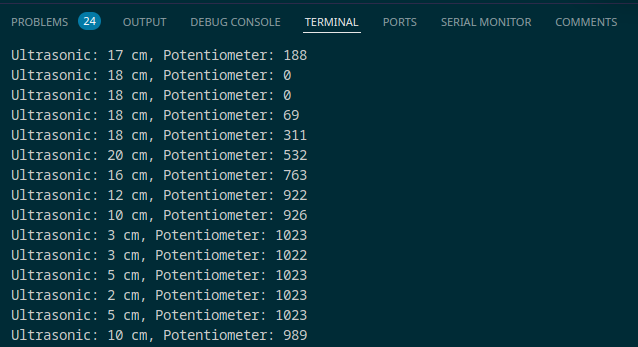 PROBLEMS 24 OUTPUT DEBUG CONSOLE TERMINAL PORTS SERIAL MONITOR COMMENTS
Ultrasonic: 17 cm, Potentiometer: 188
Ultrasonic: 18 cm, Potentiometer: 0
Ultrasonic: 18 cm, Potentiometer: 0
Ultrasonic: 18 cm, Potentiometer: 69
Ultrasonic: 18 cm, Potentiometer: 311
Ultrasonic: 20 cm, Potentiometer: 532
Ultrasonic: 16 cm, Potentiometer: 763
Ultrasonic: 12 cm, Potentiometer: 922
Ultrasonic: 10 cm, Potentiometer: 926
Ultrasonic: 3 cm, Potentiometer: 1023
Ultrasonic: 3 cm, Potentiometer: 1022
Ultrasonic: 5 cm, Potentiometer: 1023
Ultrasonic: 2 cm, Potentiometer: 1023
Ultrasonic: 5 cm, Potentiometer: 1023
Ultrasonic: 10 cm, Potentiometer: 989